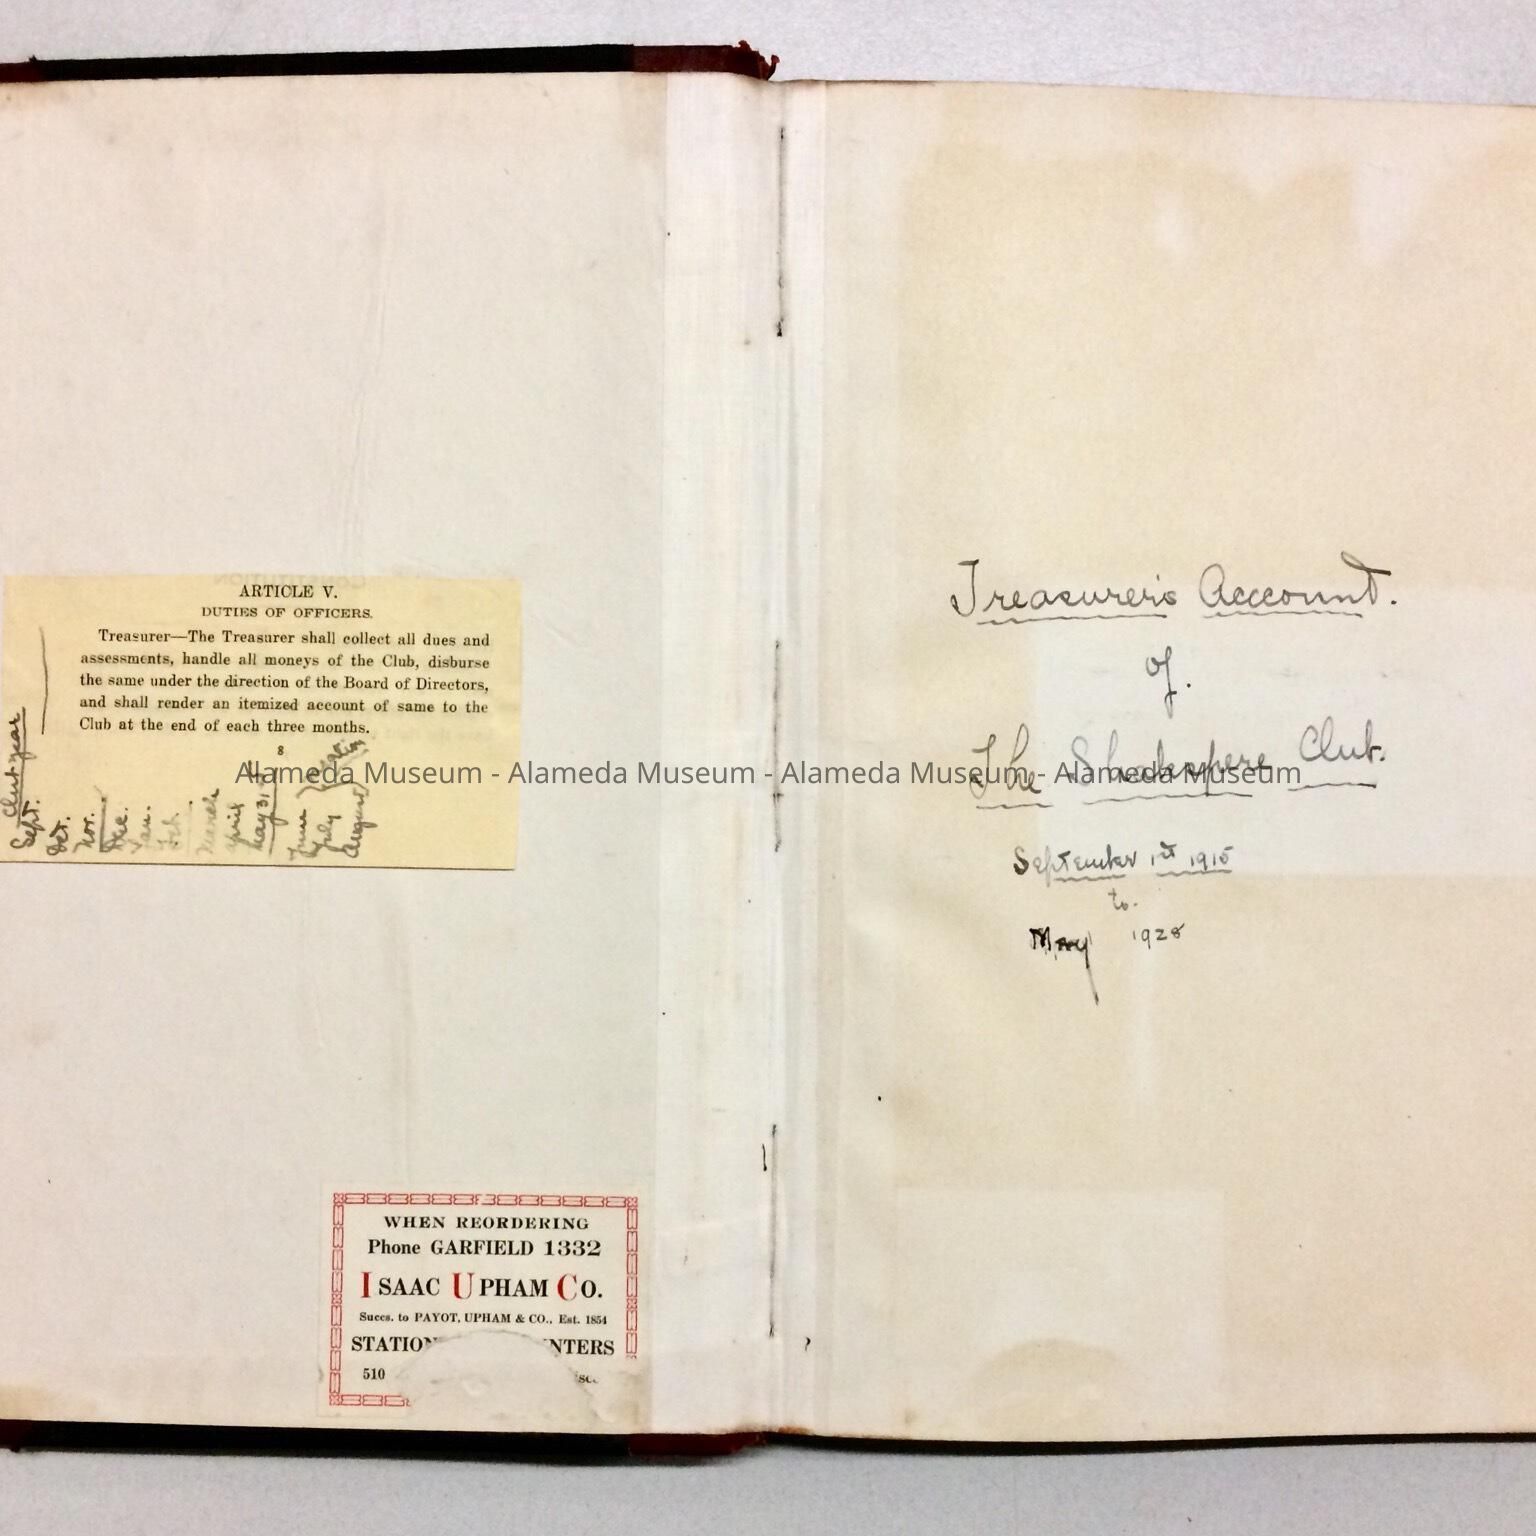 ARTICLE V.
DUTIES OF OFFICERS.
Treasurer—The Treasurer shall collect all dues and
assessments, handle all moneys of the Club, disburse
the same under the direction of the Board of Directors,
and shall render an itemized account of same to the
Club at the end of each three months.
8
Club year
Sept.
Oct.
Nov.
Dec.
Jan.
Feb.
March
April
May 31st
June
July
August
Vacation
WHEN REORDERING
Phone GARFIELD 1332
ISAAC UPHAM CO.
Succs. to PAYOT, UPHAM & CO., Est. 1854
STATION NTERS
510
Treasurer's Account.
of.
The Shakespere Club.
September 1st 1915
to.
May 1928
Alameda Museum - Alameda Museum - Alameda Museum - Alameda Museum